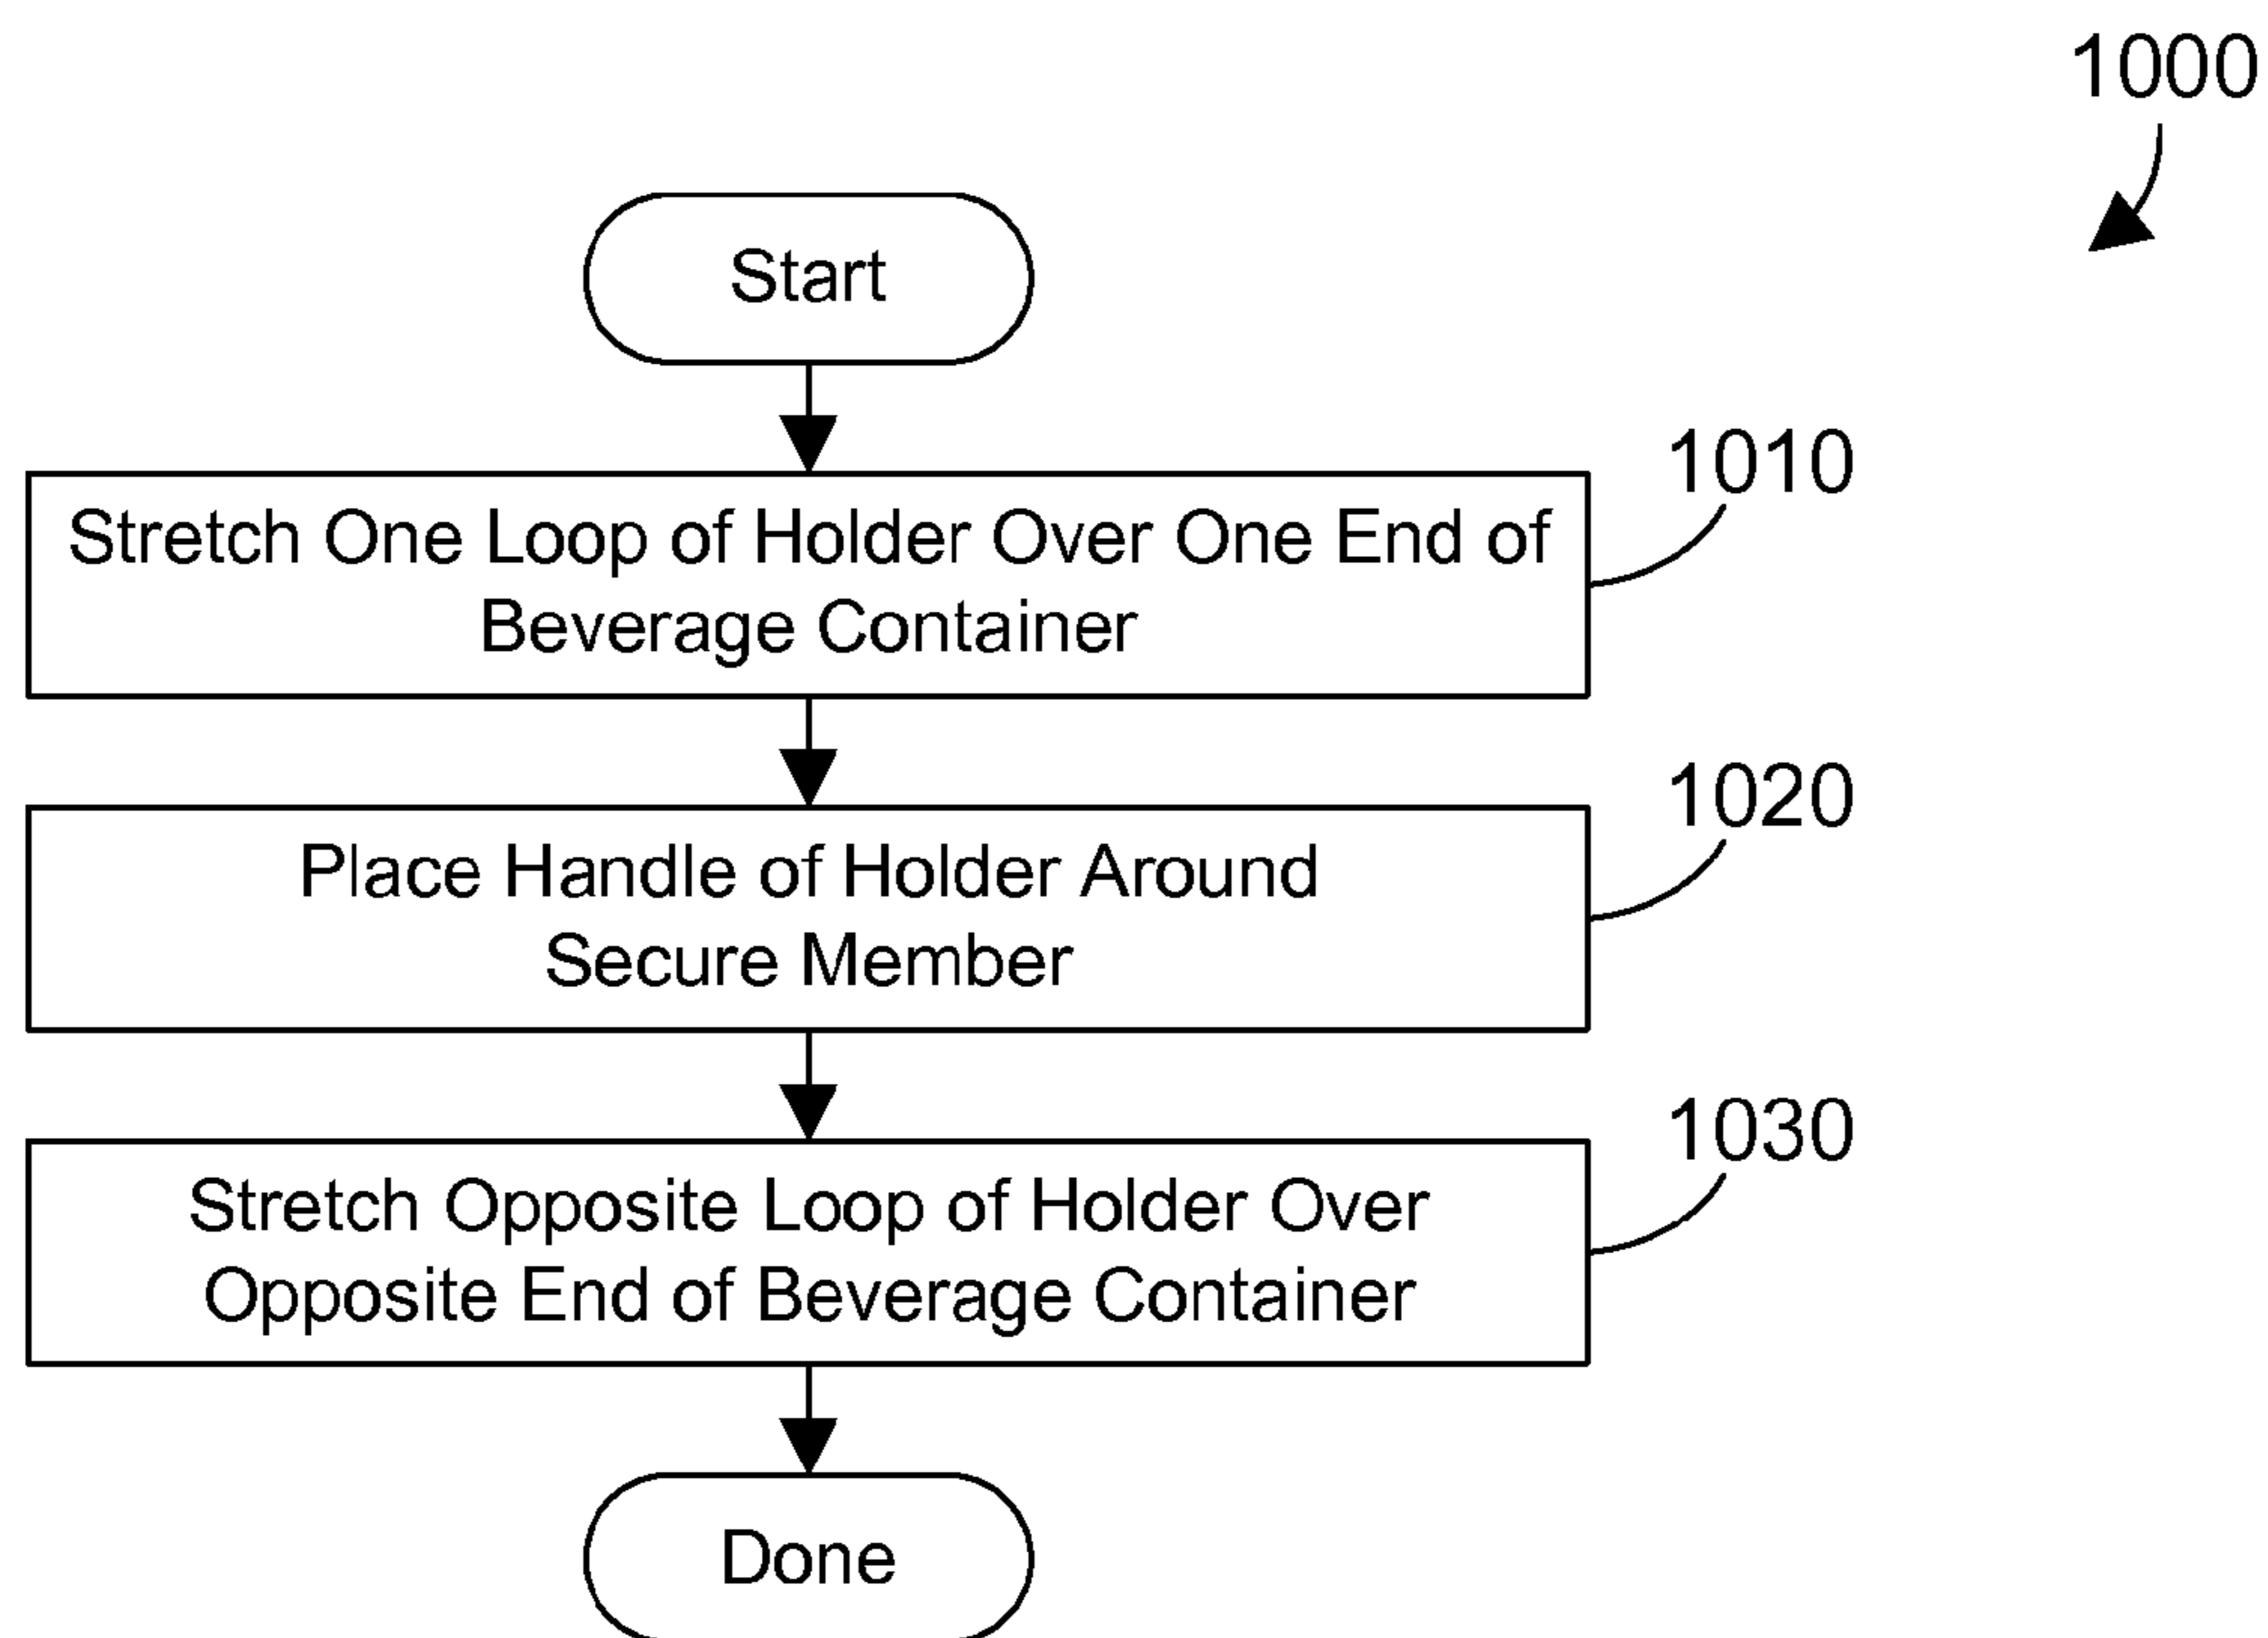 1000
Start
1010
Stretch One Loop of Holder Over One End of
Beverage Container
1020
Place Handle of Holder Around
Secure Member
1030
Stretch Opposite Loop of Holder Over
Opposite End of Beverage Container
Done